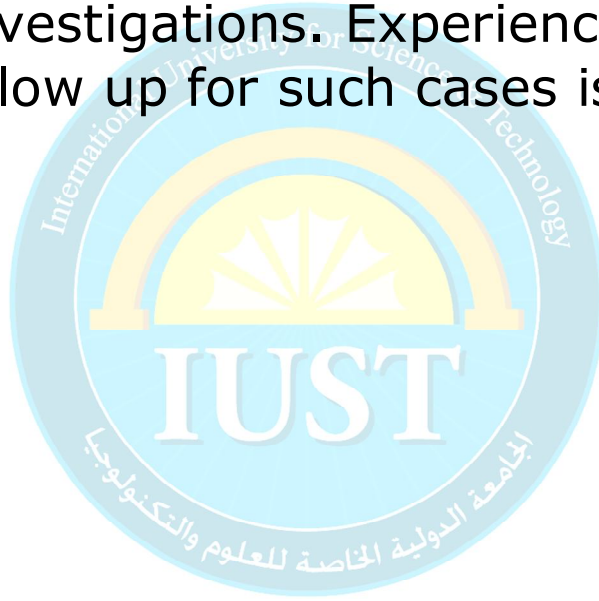 vestigations. Experienc
low up for such cases is
International University for Science & Technology
IUST
الجامعة الدولية الخاصة للعلوم والتكنولوجيا